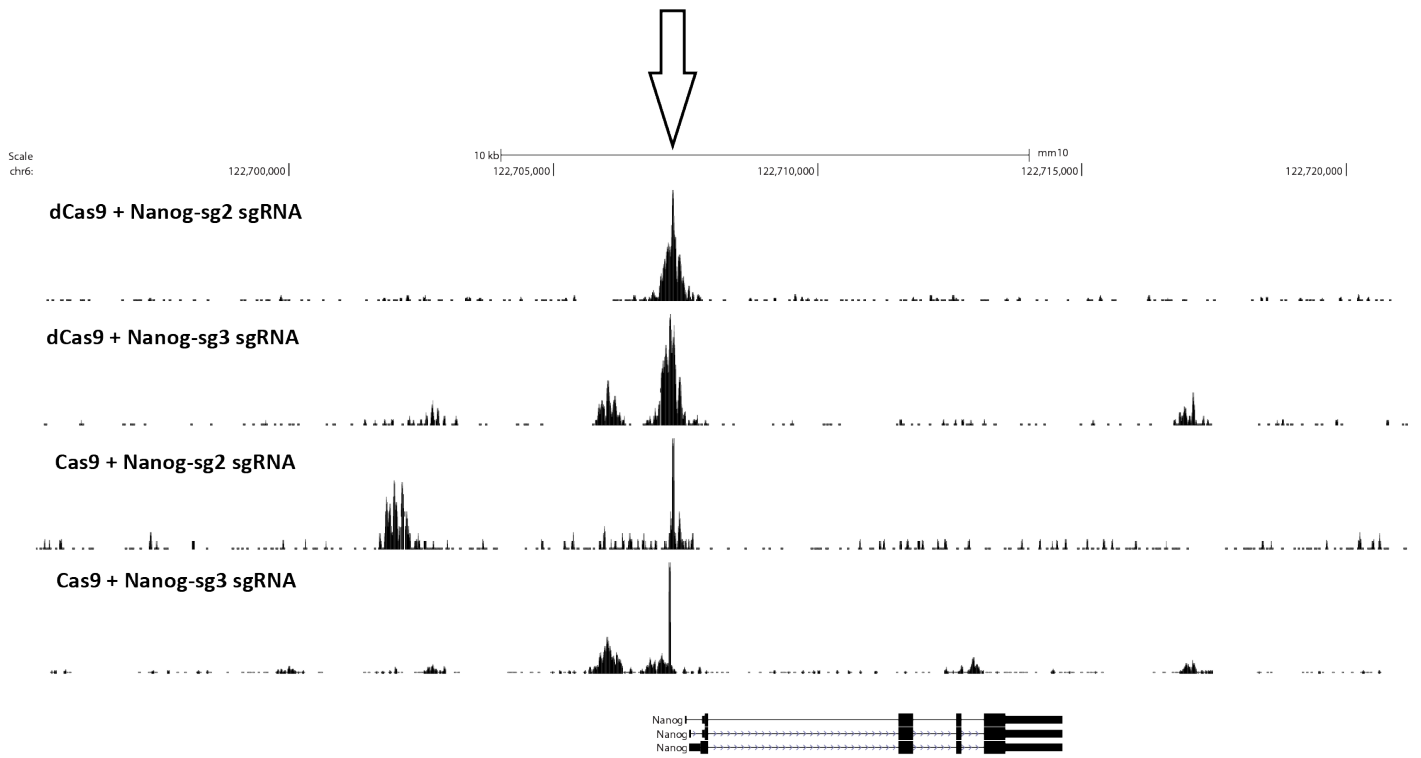 Scale
10 kb
mm10
chr6:
122,700,000
122,705,000
122,710,000
122,715,000
122,720,000
dCas9 + Nanog-sg2 sgRNA
dCas9 + Nanog-sg3 sgRNA
Cas9 + Nanog-sg2 sgRNA
Cas9 + Nanog-sg3 sgRNA
Nanog
Nanog
Nanog